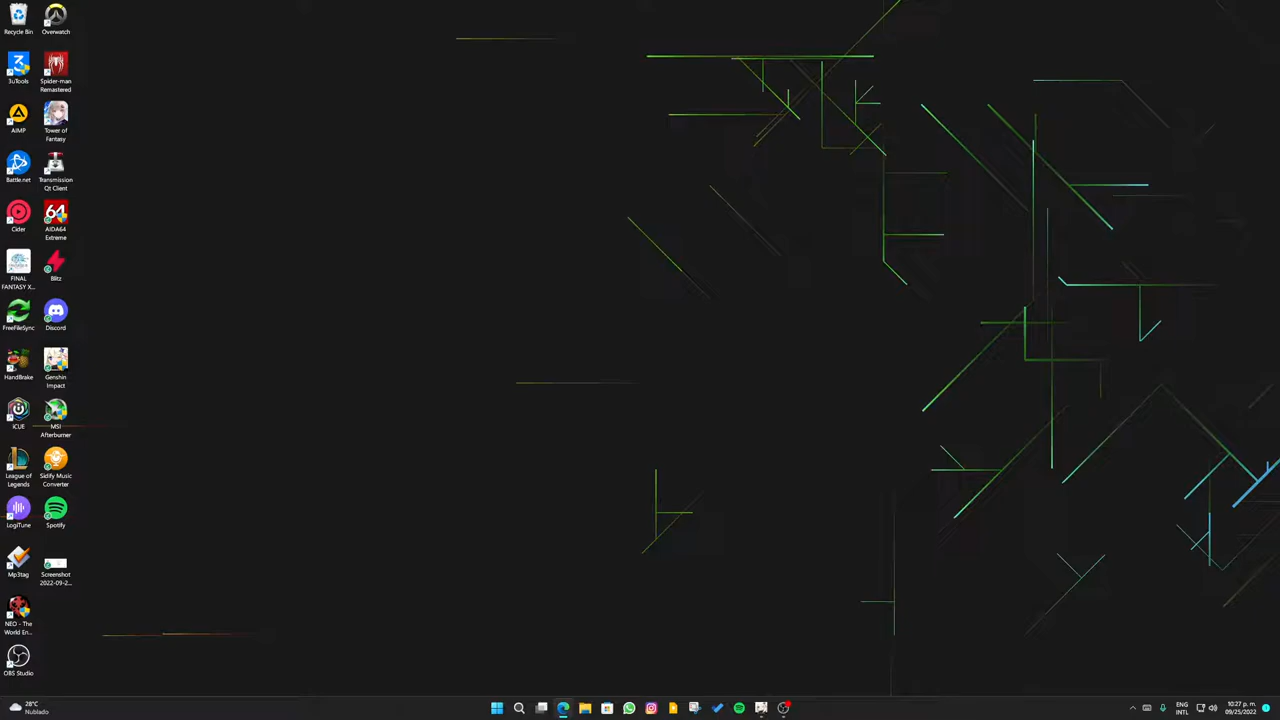 Recycle Bin
Overwatch
3uTools
Spider-man
Remastered
AIMP
Tower of
Fantasy
Battle.net
Transmission
Qt Client
Cider
64
AIDA64
Extreme
FINAL
FANTASY X...
Blitz
FreeFileSync
Discord
HandBrake
Genshin
Impact
iCUE
MSI
Afterburner
League of
Legends
Sidify Music
Converter
LogiTune
Spotify
Mp3tag
Screenshot
2022-09-2...
NEO - The
World En...
OBS Studio
28°C
Nublado
ENG
INTL
10:27 p. m.
09/25/2022